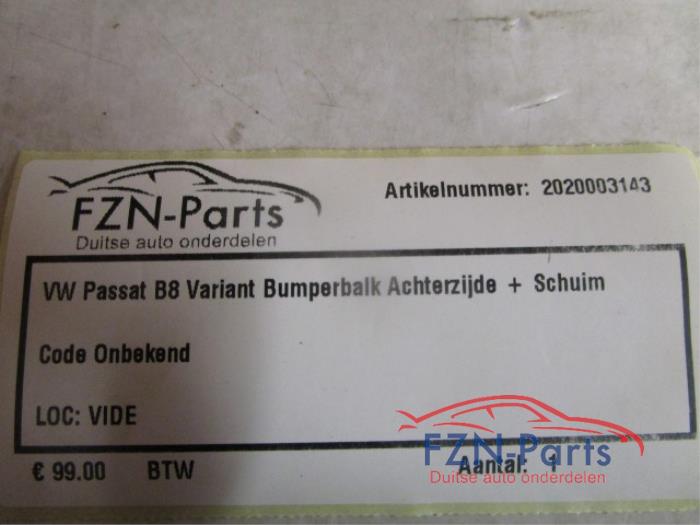 FZN-Parts
Duitse auto onderdelen
Artikelnummer: 2020003143
VW Passat B8 Variant Bumperbalk Achterzijde + Schuim
Code Onbekend
LOC: VIDE
€ 99.00 BTW
Aantal: 1
FZN-Parts
Duitse auto onderdelen